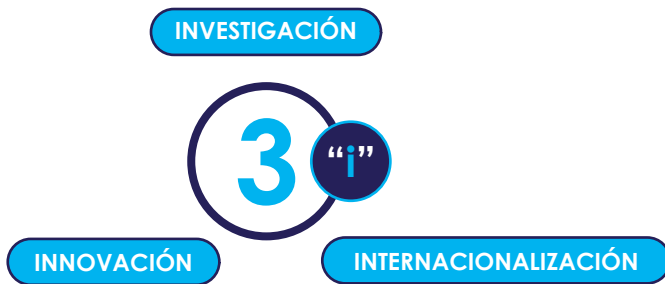 INVESTIGACIÓN
3 “i”
INNOVACIÓN
INTERNACIONALIZACIÓN